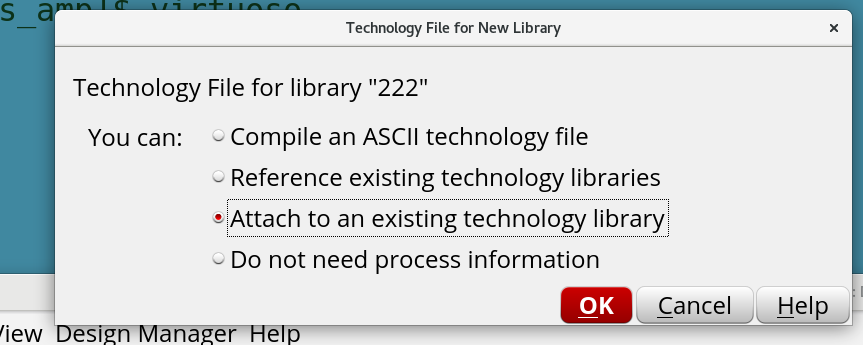 s_amp]$ virtuoso
Technology File for New Library ×
Technology File for library "222"
You can:
Compile an ASCII technology file
Reference existing technology libraries
Attach to an existing technology library
Do not need process information
OK Cancel Help
View Design Manager Help